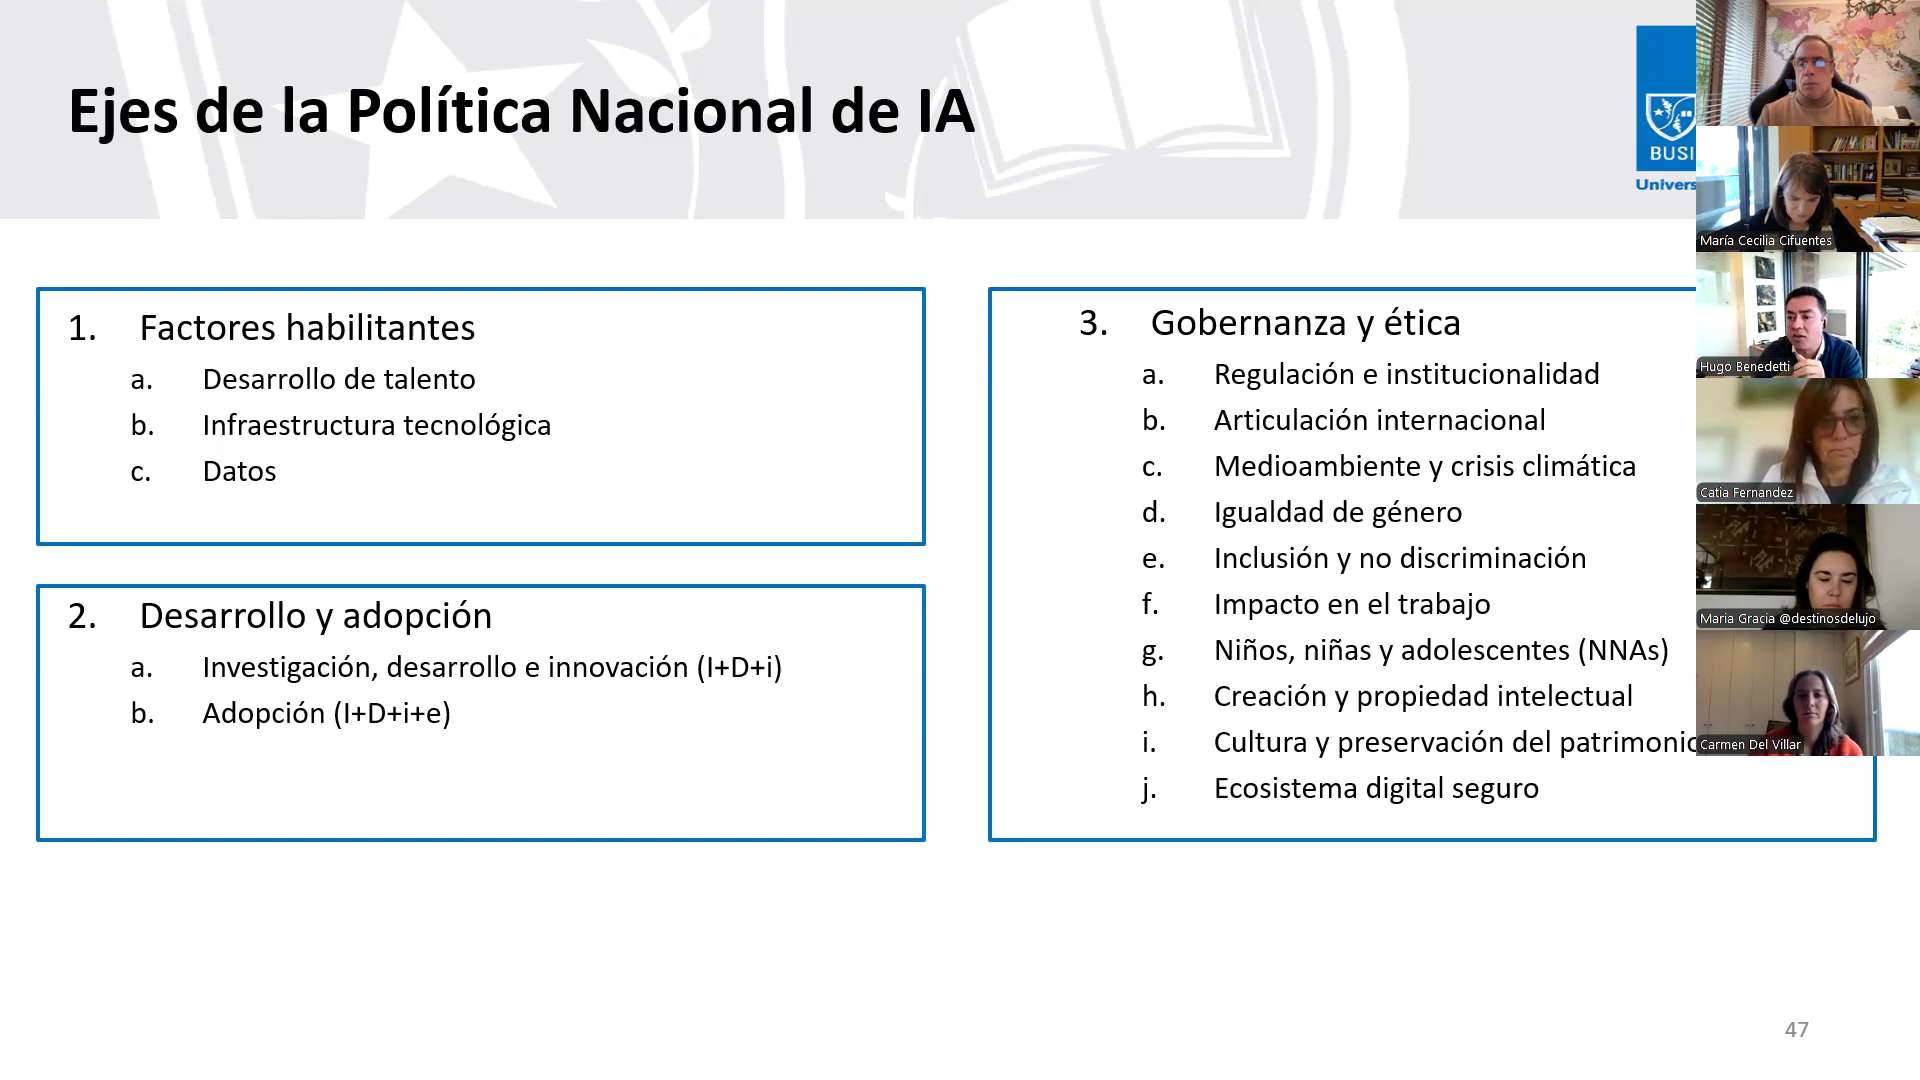 Ejes de la Política Nacional de IA
BUSI
Univers
1. Factores habilitantes
a. Desarrollo de talento
b. Infraestructura tecnológica
c. Datos
2. Desarrollo y adopción
a. Investigación, desarrollo e innovación (I+D+i)
b. Adopción (I+D+i+e)
3. Gobernanza y ética
a. Regulación e institucionalidad
b. Articulación internacional
c. Medioambiente y crisis climática
d. Igualdad de género
e. Inclusión y no discriminación
f. Impacto en el trabajo
g. Niños, niñas y adolescentes (NNAs)
h. Creación y propiedad intelectual
i. Cultura y preservación del patrimonio
j. Ecosistema digital seguro
47
María Cecilia Cifuentes
Hugo Benedetti
Catia Fernandez
Maria Gracia @destinosdelujo
Carmen Del Villar